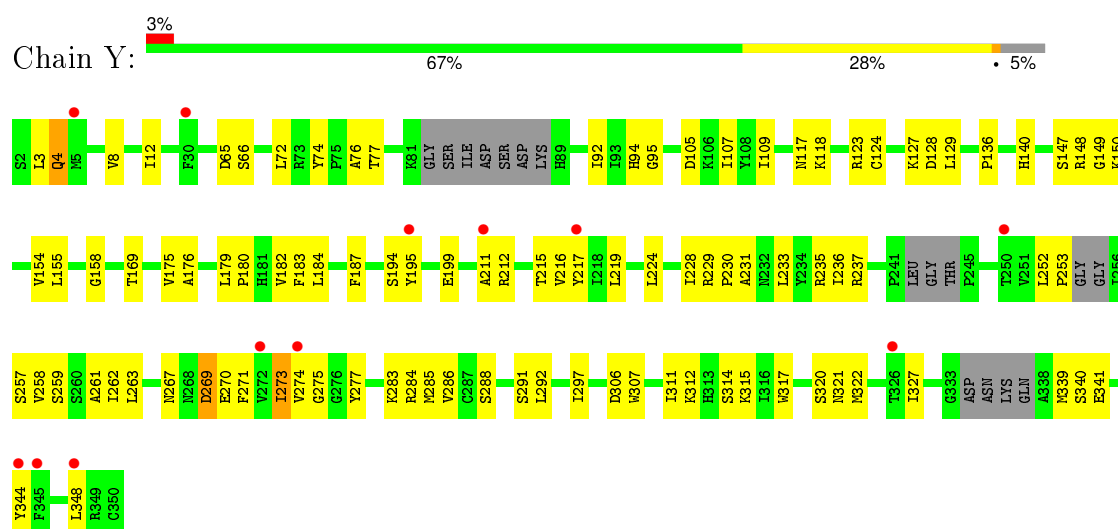 3%
Chain Y:
67% 28% • 5%
S2 L3 Q4 M5 V8 I12 F30 D65 S66 L72 R73 Y74 P75 A76 T77 K81 GLY SER ILE ASP SER ASP LYS H89 I92 I93 H94 G95 D105 K106 I107 Y108 I109 N117 K118 R123 C124 K127 D128 L129 P136 H140 S147 R148 G149 K150
V154 L155 G158 T169 V175 A176 L179 P180 H181 V182 F183 L184 F187 S194 Y195 E199 A211 R212 T215 V216 Y217 I218 L219 L224 I228 R229 P230 A231 N232 L233 Y234 R235 I236 R237 P241 LEU GLY THR P245 T250 V251 L252 P253 GLY GLY I256
S257 V258 S259 S260 A261 I262 L263 N267 N268 D269 E270 F271 V272 I273 V274 G275 G276 Y277 K283 R284 M285 V286 C287 S288 S291 L292 I297 D306 W307 I311 K312 H313 S314 K315 I316 W317 S320 N321 M322 T326 I327 G333 ASP ASN LYS GLN A338 M339 S340 E341
Y344 F345 L348 R349 C350